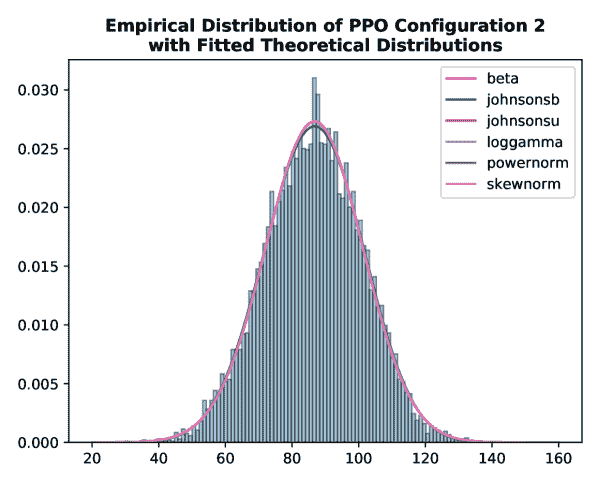 Empirical Distribution of PPO Configuration 2
with Fitted Theoretical Distributions
beta
johnsonsb
johnsonsu
loggamma
powernorm
skewnorm
0.030
0.025
0.020
0.015
0.010
0.005
0.000
20 40 60 80 100 120 140 160